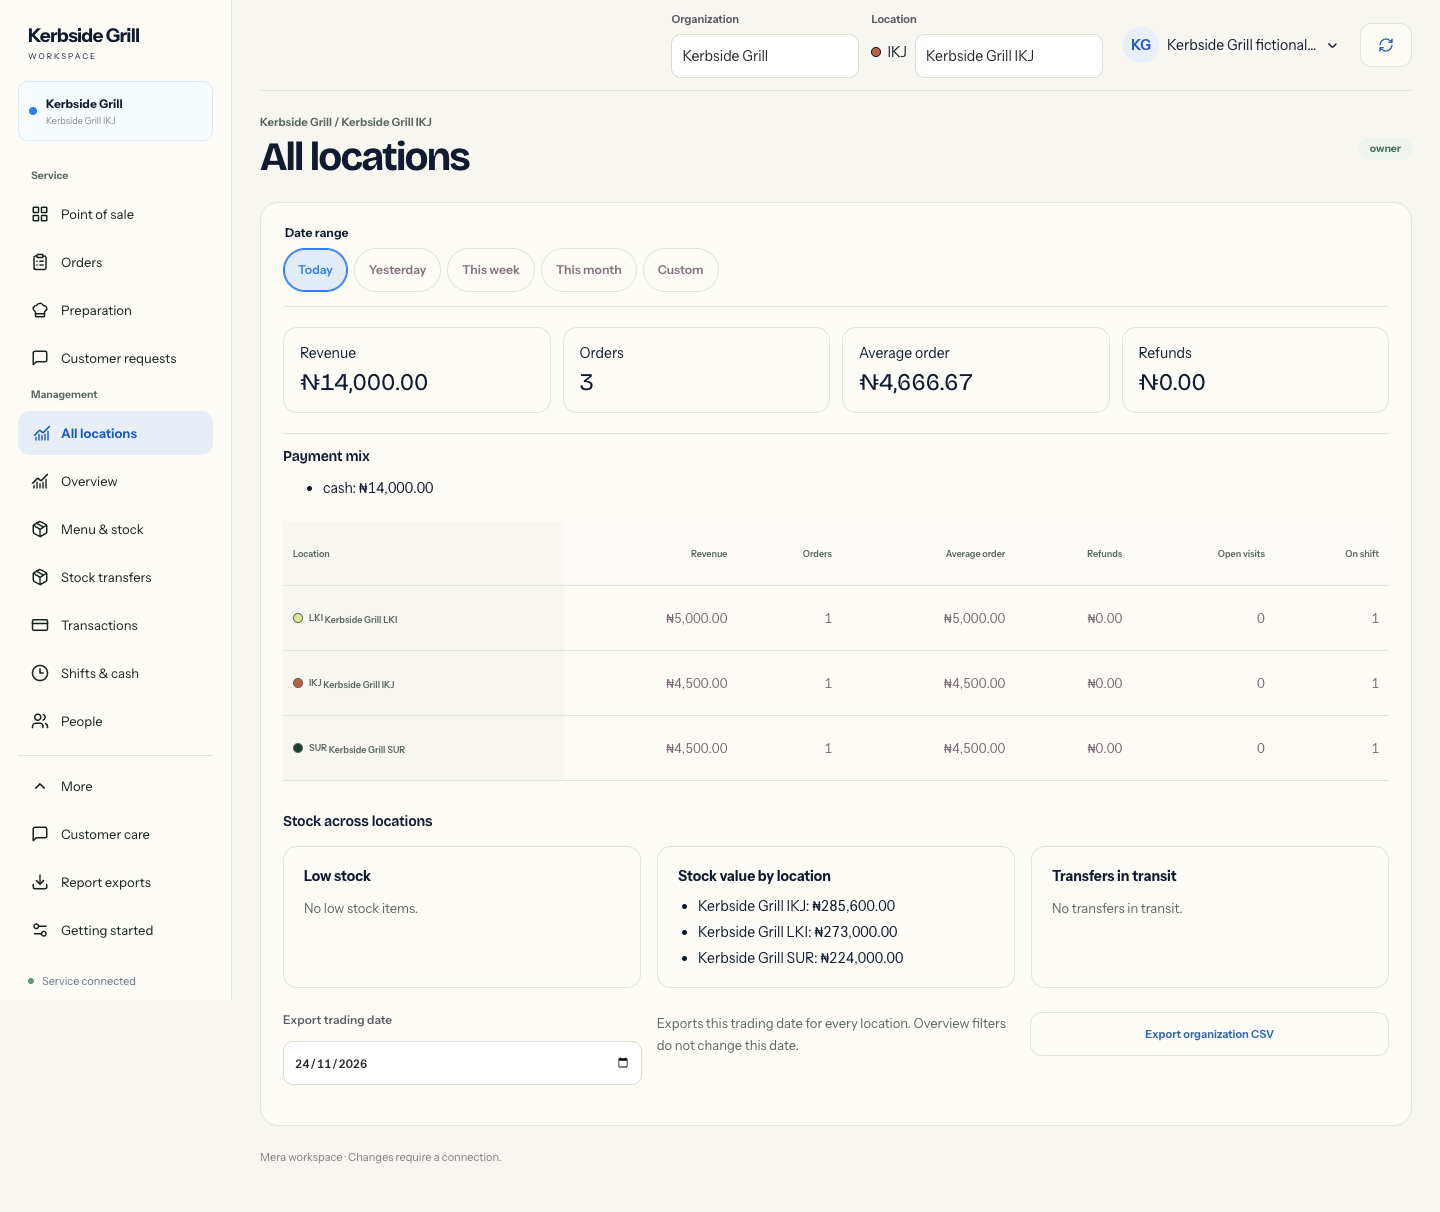 Kerbside Grill
WORKSPACE
Kerbside Grill
Kerbside Grill IKJ
Service
Point of sale
Orders
Preparation
Customer requests
Management
All locations
Overview
Menu & stock
Stock transfers
Transactions
Shifts & cash
People
More
Customer care
Report exports
Getting started
Service connected
Organization
Kerbside Grill
Location
IKJ
Kerbside Grill IKJ
KG
Kerbside Grill fictional...
Kerbside Grill / Kerbside Grill IKJ
All locations
owner
Date range
Today
Yesterday
This week
This month
Custom
Revenue
₦14,000.00
Orders
3
Average order
₦4,666.67
Refunds
₦0.00
Payment mix
cash: ₦14,000.00
Location Revenue Orders Average order Refunds Open visits On shift
LKI Kerbside Grill LKI ₦5,000.00 1 ₦5,000.00 ₦0.00 0 1
IKJ Kerbside Grill IKJ ₦4,500.00 1 ₦4,500.00 ₦0.00 0 1
SUR Kerbside Grill SUR ₦4,500.00 1 ₦4,500.00 ₦0.00 0 1
Stock across locations
Low stock
No low stock items.
Stock value by location
Kerbside Grill IKJ: ₦285,600.00
Kerbside Grill LKI: ₦273,000.00
Kerbside Grill SUR: ₦224,000.00
Transfers in transit
No transfers in transit.
Export trading date
24/11/2026
Exports this trading date for every location. Overview filters
do not change this date.
Export organization CSV
Mera workspace · Changes require a connection.